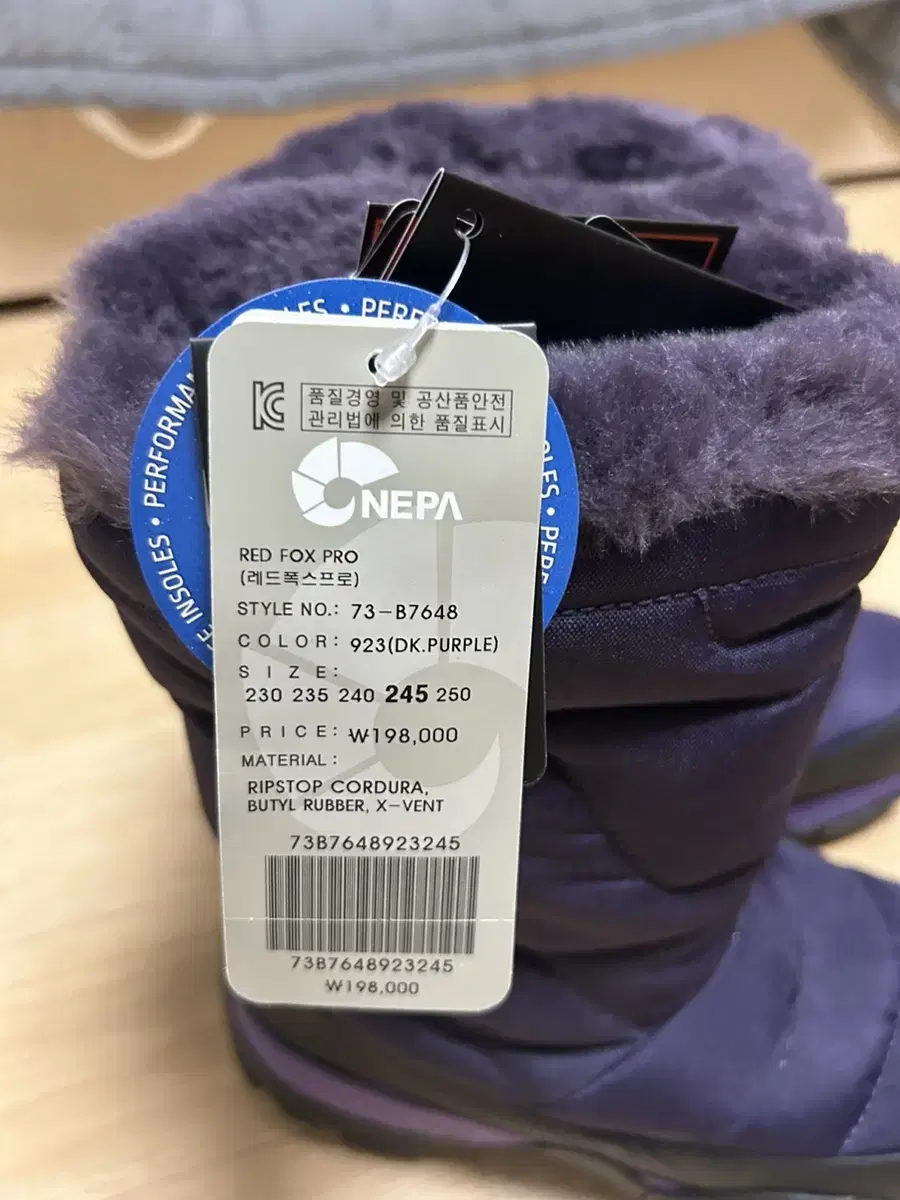 품질경영 및 공산품안전
관리법에 의한 품질표시
NEPA
RED FOX PRO
(레드폭스프로)
STYLE NO.: 73-B7648
COLOR: 923(DK.PURPLE)
SIZE:
230 235 240 245 250
PRICE: ₩198,000
MATERIAL :
RIPSTOP CORDURA,
BUTYL RUBBER, X-VENT
73B7648923245
73B7648923245
₩198,000
INSOLES • PERFORMA